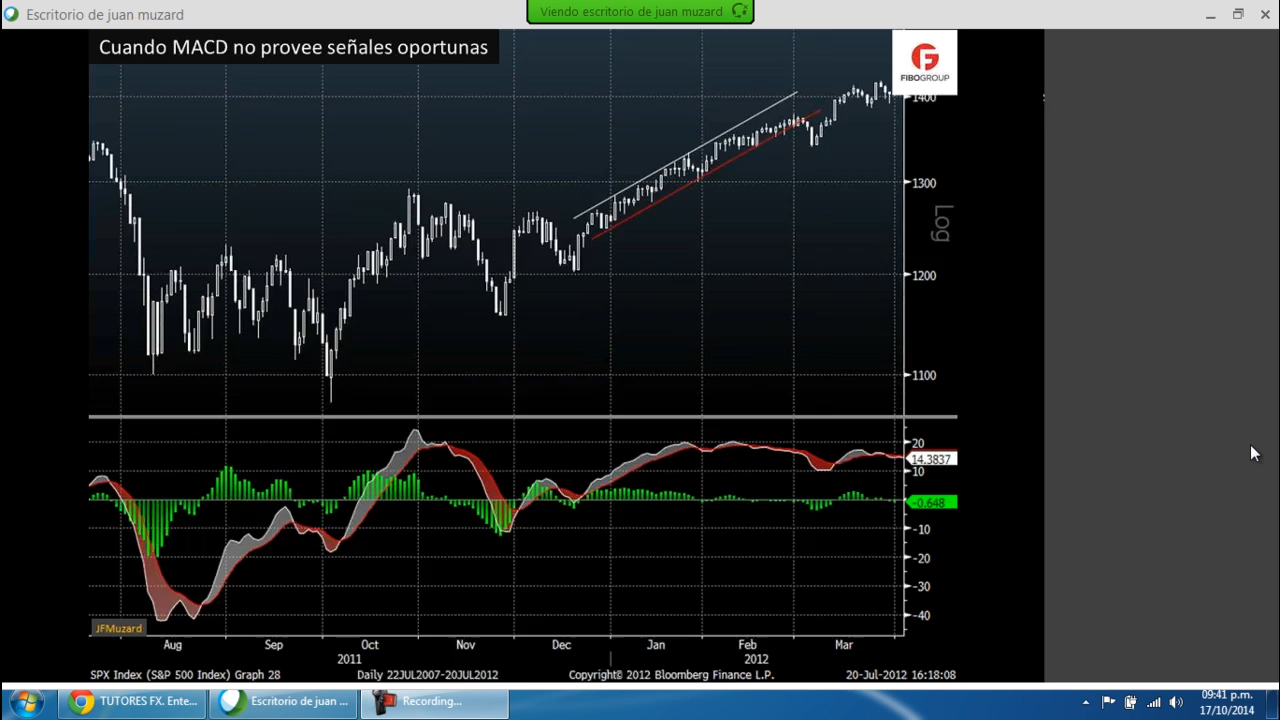 Escritorio de juan muzard
Viendo escritorio de juan muzard
Cuando MACD no provee señales oportunas
FIBOGROUP
1400
1300
Log
1200
1100
20
14.3837
10
-0.648
-10
-20
-30
-40
JFMuzard
Aug Sep Oct Nov Dec Jan Feb Mar
2011 2012
SPX Index (S&P 500 Index) Graph 28 Daily 22JUL2007-20JUL2012 Copyright© 2012 Bloomberg Finance L.P. 20-Jul-2012 16:18:08
TUTORES FX. Ente... Escritorio de juan ... Recording...
09:41 p.m.
17/10/2014